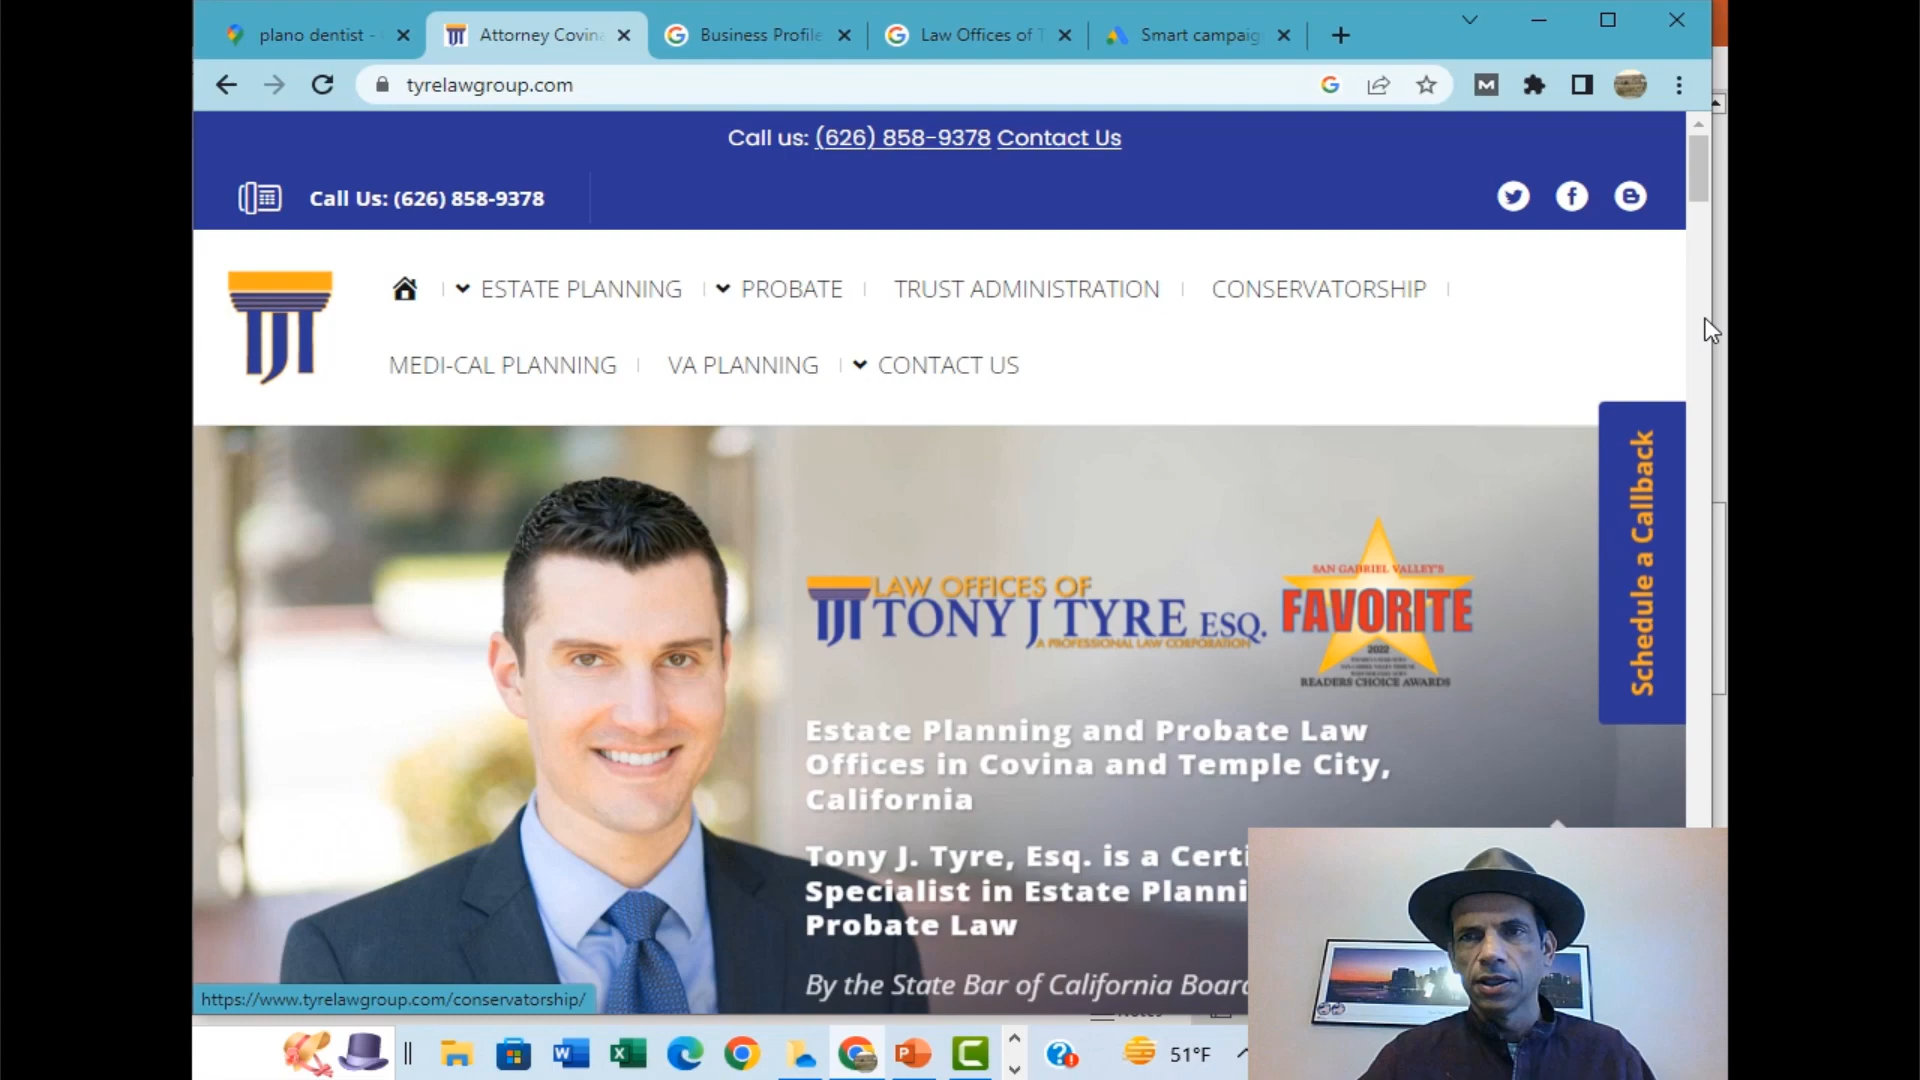 plano dentist -
Attorney Covina
Business Profile
Law Offices of T
Smart campaig
tyrelawgroup.com
Call us: (626) 858-9378 Contact Us
Call Us: (626) 858-9378
ESTATE PLANNING
PROBATE
TRUST ADMINISTRATION
CONSERVATORSHIP
MEDI-CAL PLANNING
VA PLANNING
CONTACT US
Schedule a Callback
LAW OFFICES OF
TONY J TYRE ESQ.
A PROFESSIONAL LAW CORPORATION
SAN GABRIEL VALLEY'S
FAVORITE
2022
READERS CHOICE AWARDS
Estate Planning and Probate Law
Offices in Covina and Temple City,
California
Tony J. Tyre, Esq. is a Certi
Specialist in Estate Planni
Probate Law
By the State Bar of California Board
https://www.tyrelawgroup.com/conservatorship/
Notes
51°F